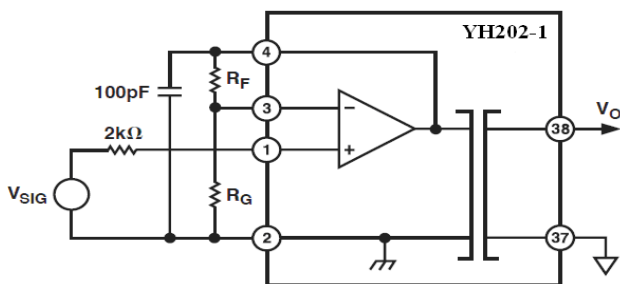 YH202-1
4
R_F
100pF
3
V_O
38
2kΩ
1
V_SIG
R_G
2
37